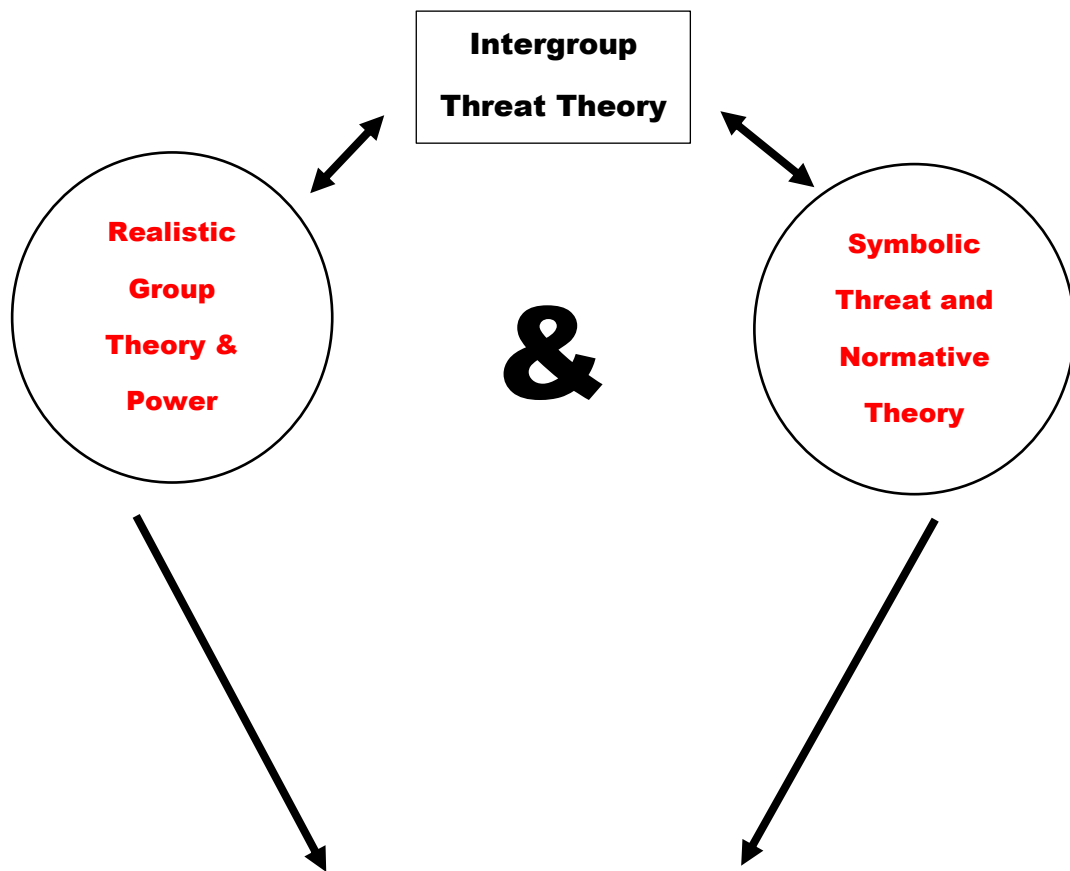 Intergroup
Threat Theory
Realistic
Group
Theory &
Power
&
Symbolic
Threat and
Normative
Theory